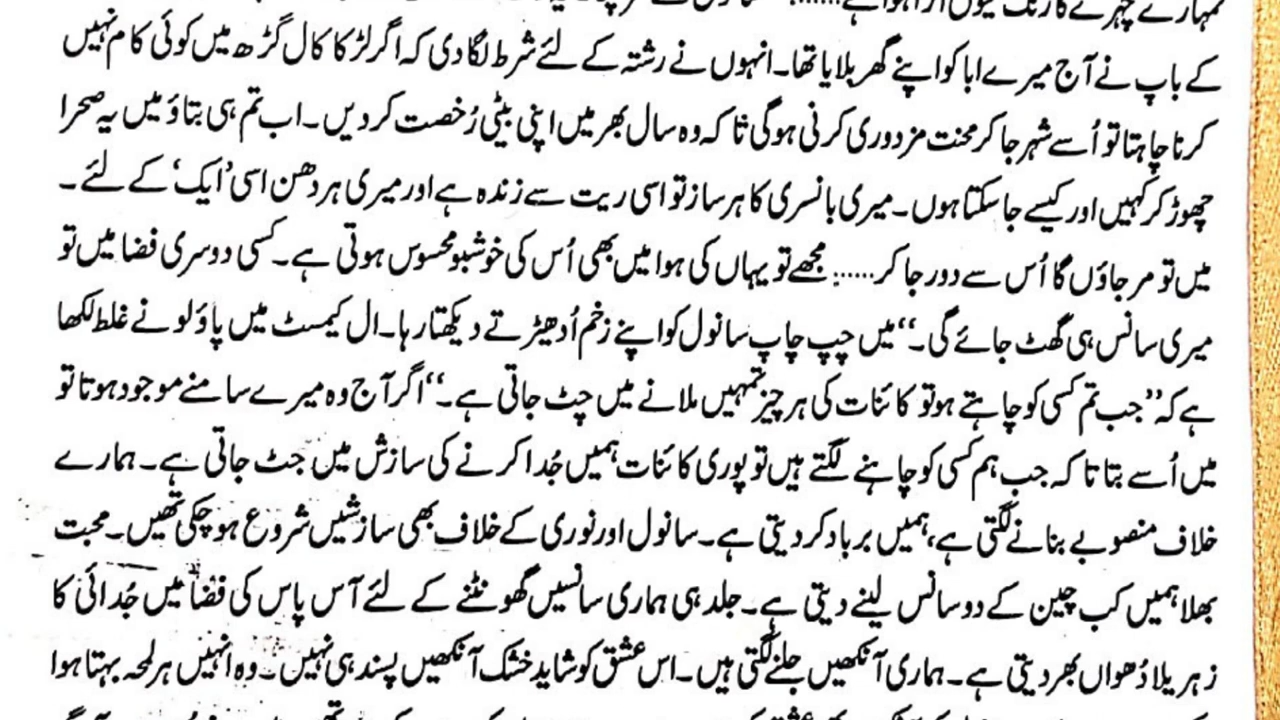 تمہارے چہرے کا رنگ کیوں اڑا ہوا ہے......
کے باپ نے آج میرے ابا کو اپنے گھر بلایا تھا۔ انہوں نے رشتہ کے لئے شرط لگا دی کہ اگر لڑکا کال گڑھ میں کوئی کام نہیں
کرنا چاہتا تو اُسے شہر جا کر محنت مزدوری کرنی ہوگی تا کہ وہ سال بھر میں اپنی بیٹی رُخصت کر دیں۔ اب تم ہی بتاؤ میں یہ صحرا
چھوڑ کر کہیں اور کیسے جا سکتا ہوں۔ میری بانسری کا ہر ساز تو اسی ریت سے زندہ ہے اور میری ہر دھن اسی ’ایک‘ کے لئے ۔
میں تو مر جاؤں گا اُس سے دور جا کر...... مجھے تو یہاں کی ہوا میں بھی اُس کی خوشبو محسوس ہوتی ہے۔ کسی دوسری فضا میں تو
میری سانس ہی گھٹ جائے گی۔‘‘ میں چپ چاپ سانول کو اپنے زخم اُدھیڑتے دیکھتا رہا۔ ال کیمسٹ میں پاؤلو نے غلط لکھا
ہے کہ ’’جب تم کسی کو چاہتے ہو تو کائنات کی ہر چیز تمہیں ملانے میں جٹ جاتی ہے۔‘‘ اگر آج وہ میرے سامنے موجود ہوتا تو
میں اُسے بتاتا کہ جب ہم کسی کو چاہنے لگتے ہیں تو پوری کائنات ہمیں جُدا کرنے کی سازش میں جٹ جاتی ہے۔ ہمارے
خلاف منصوبے بنانے لگتی ہے، ہمیں برباد کر دیتی ہے۔ سانول اور نوری کے خلاف بھی سازشیں شروع ہو چکی تھیں۔ محبت
بھلا ہمیں کب چین کے دو سانس لینے دیتی ہے۔ جلد ہی ہماری سانسیں گھونٹنے کے لئے آس پاس کی فضا میں جُدائی کا
زہریلا دُھواں بھر دیتی ہے۔ ہماری آنکھیں جلنے لگتی ہیں۔ اس عشق کو شاید خشک آنکھیں پسند ہی نہیں۔ وہ انہیں ہر لمحہ بہتا ہوا